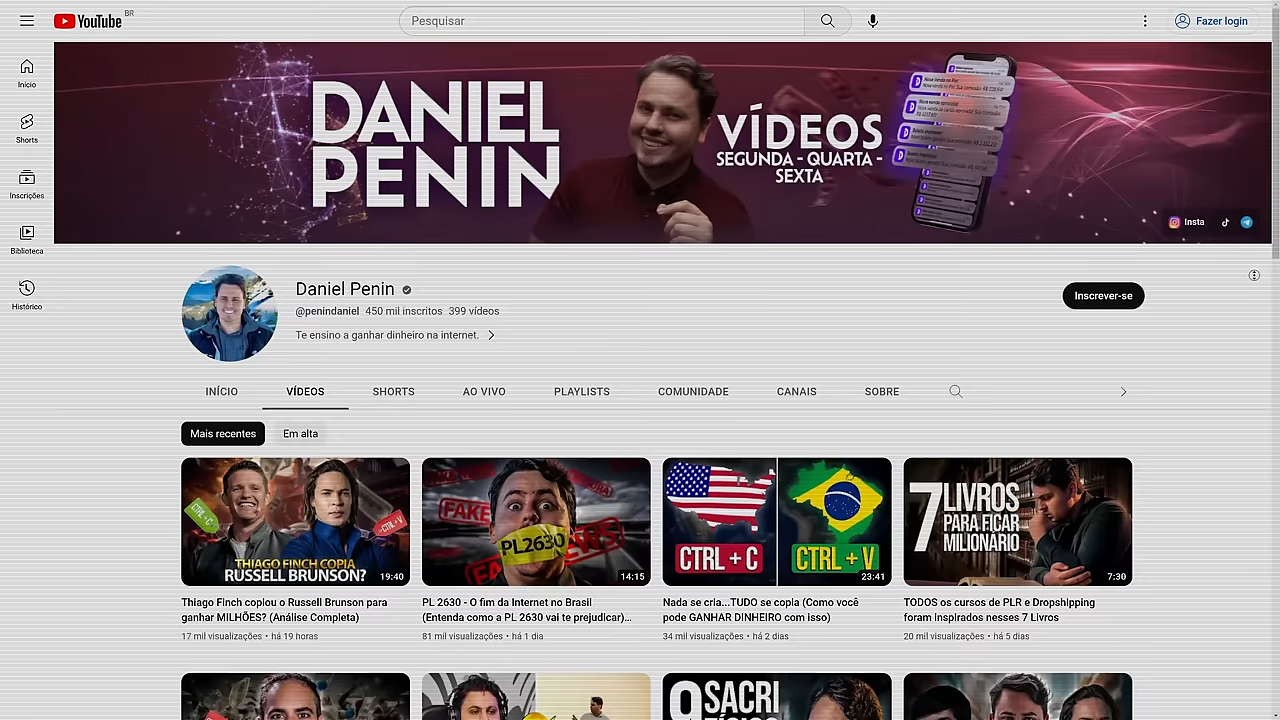 YouTube BR
Pesquisar
Fazer login
Início
Shorts
Inscrições
Biblioteca
Histórico
DANIEL
PENIN
VÍDEOS
SEGUNDA - QUARTA -
SEXTA
Insta
Daniel Penin
@penindaniel 450 mil inscritos 399 vídeos
Te ensino a ganhar dinheiro na internet.
Inscrever-se
INÍCIO VÍDEOS SHORTS AO VIVO PLAYLISTS COMUNIDADE CANAIS SOBRE
Mais recentes Em alta
CTRL+C
CTRL+V
THIAGO FINCH COPIA
RUSSELL BRUNSON?
19:40
FAKE
NEWS
PL2630
14:15
CTRL + C
CTRL + V
23:41
7 LIVROS
PARA FICAR
MILIONÁRIO
7:30
Thiago Finch copiou o Russell Brunson para
ganhar MILHÕES? (Análise Completa)
17 mil visualizações • há 19 horas
PL 2630 - O fim da Internet no Brasil
(Entenda como a PL 2630 vai te prejudicar)...
81 mil visualizações • há 1 dia
Nada se cria...TUDO se copia (Como você
pode GANHAR DINHEIRO com isso)
34 mil visualizações • há 2 dias
TODOS os cursos de PLR e Dropshipping
foram inspirados nesses 7 Livros
20 mil visualizações • há 5 dias
SACRI